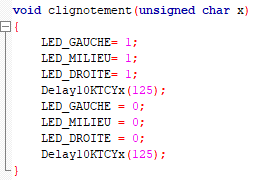 void clignotement(unsigned char x)
{
LED_GAUCHE= 1;
LED_MILIEU= 1;
LED_DROITE= 1;
Delay10KTCYx(125);
LED_GAUCHE = 0;
LED_MILIEU = 0;
LED_DROITE = 0;
Delay10KTCYx(125);
}